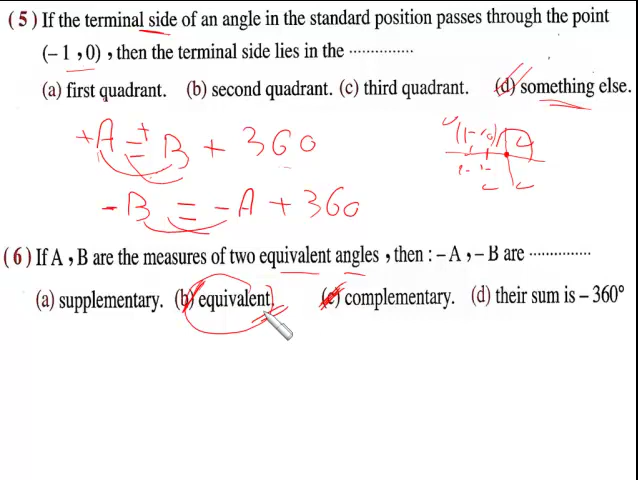 (5) If the terminal side of an angle in the standard position passes through the point
(– 1 , 0) , then the terminal side lies in the ...............
(a) first quadrant. (b) second quadrant. (c) third quadrant. (d) something else.
+A = B + 360
-B = -A + 360
(6) If A , B are the measures of two equivalent angles , then : – A , – B are ...............
(a) supplementary. (b) equivalent. (c) complementary. (d) their sum is – 360°